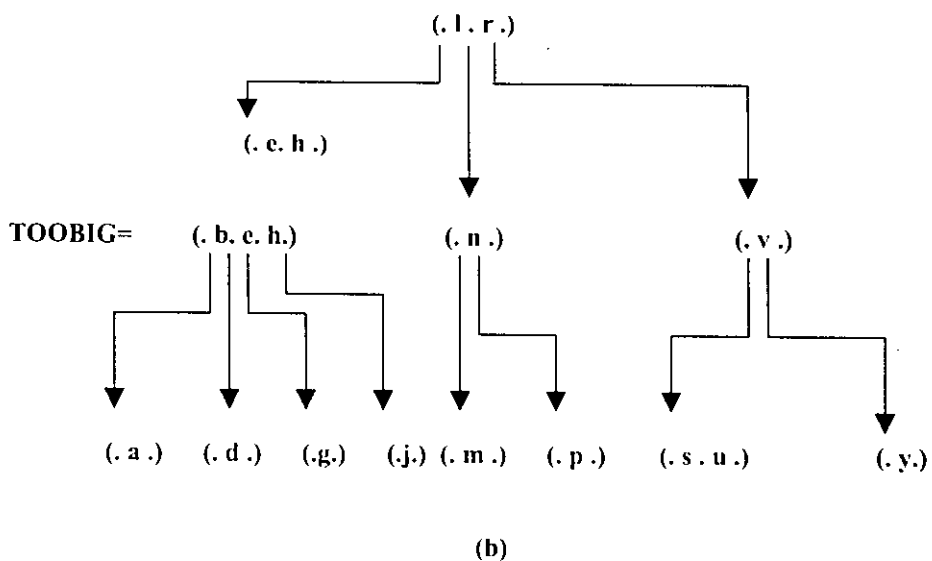 (. l . r .)
(. e. h .)
TOOBIG= (. b. e. h.) (. n .) (. v .)
(. a .) (. d .) (.g.) (.j.) (. m .) (. p .) (. s . u .) (. y.)
(b)